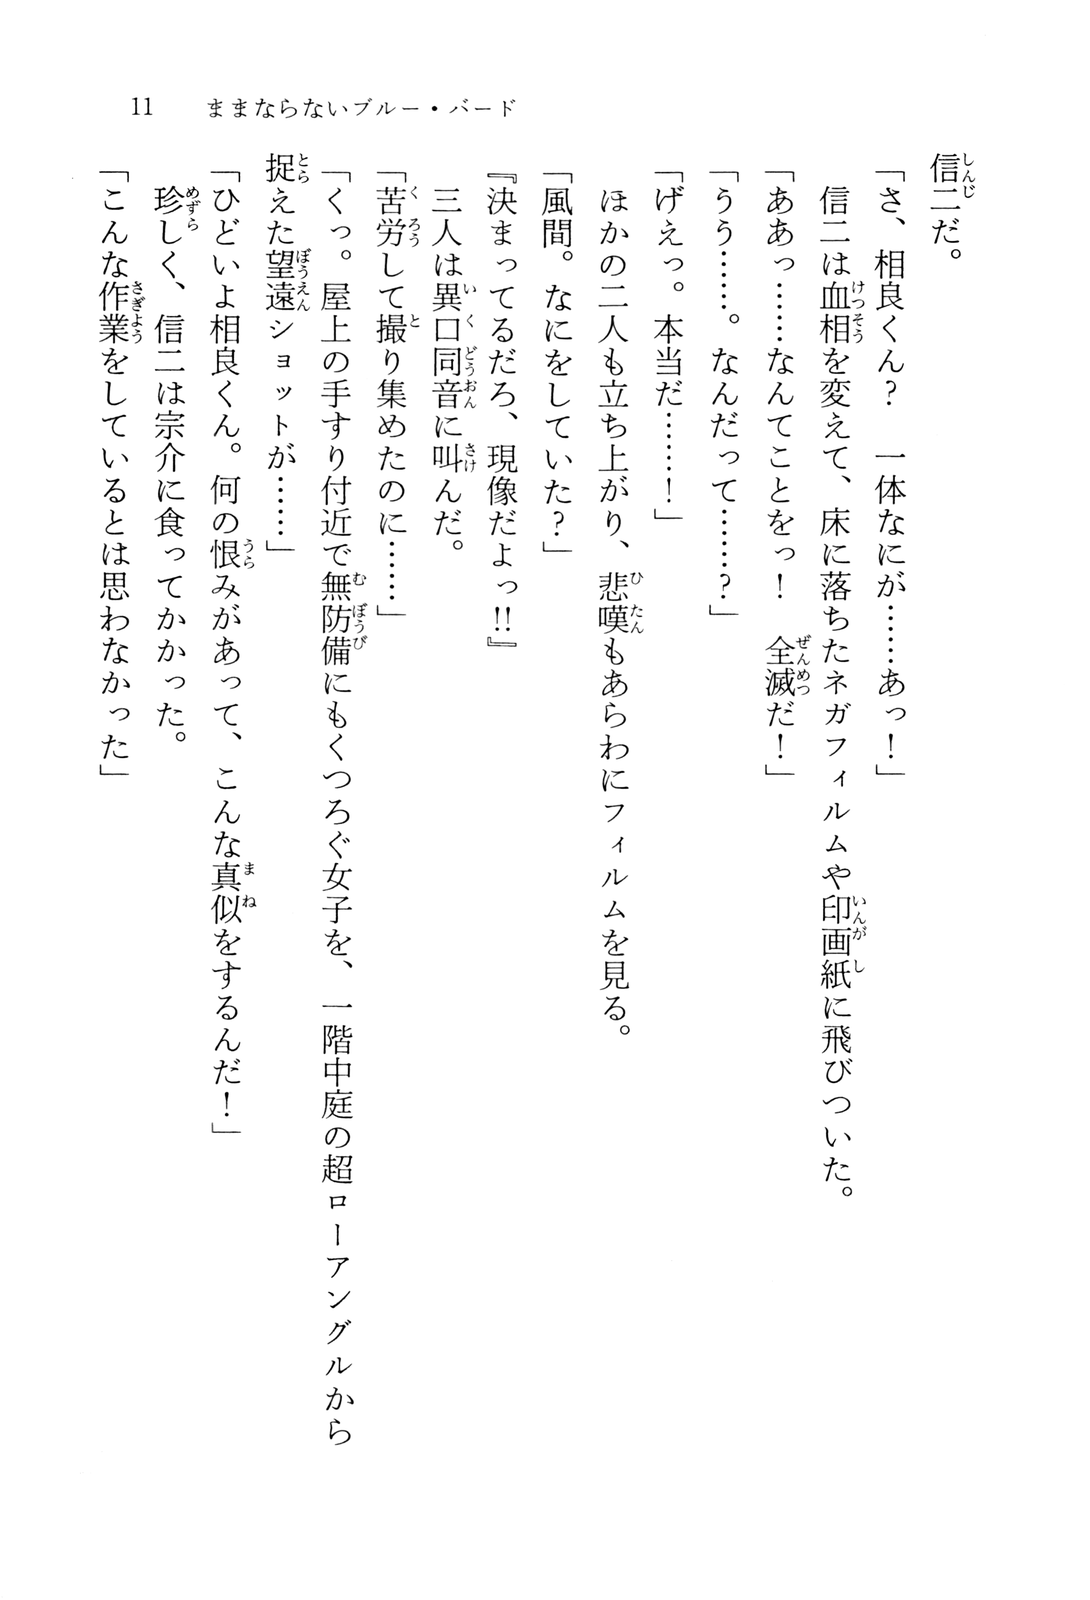 11　ままならないブルー・バード
信二だ。
「さ、相良くん？　一体なにが……あっ！」
　信二は血相を変えて、床に落ちたネガフィルムや印画紙に飛びついた。
「ああっ……なんてことをっ！　全滅だ！」
「うう……。なんだって……？」
「げえっ。本当だ……！」
　ほかの二人も立ち上がり、悲嘆もあらわにフィルムを見る。
「風間。なにをしていた？」
『決まってるだろ、現像だよっ!!』
　三人は異口同音に叫んだ。
「苦労して撮り集めたのに……」
「くっ。屋上の手すり付近で無防備にもくつろぐ女子を、一階中庭の超ローアングルから
捉えた望遠ショットが……」
「ひどいよ相良くん。何の恨みがあって、こんな真似をするんだ！」
　珍しく、信二は宗介に食ってかかった。
「こんな作業をしているとは思わなかった」